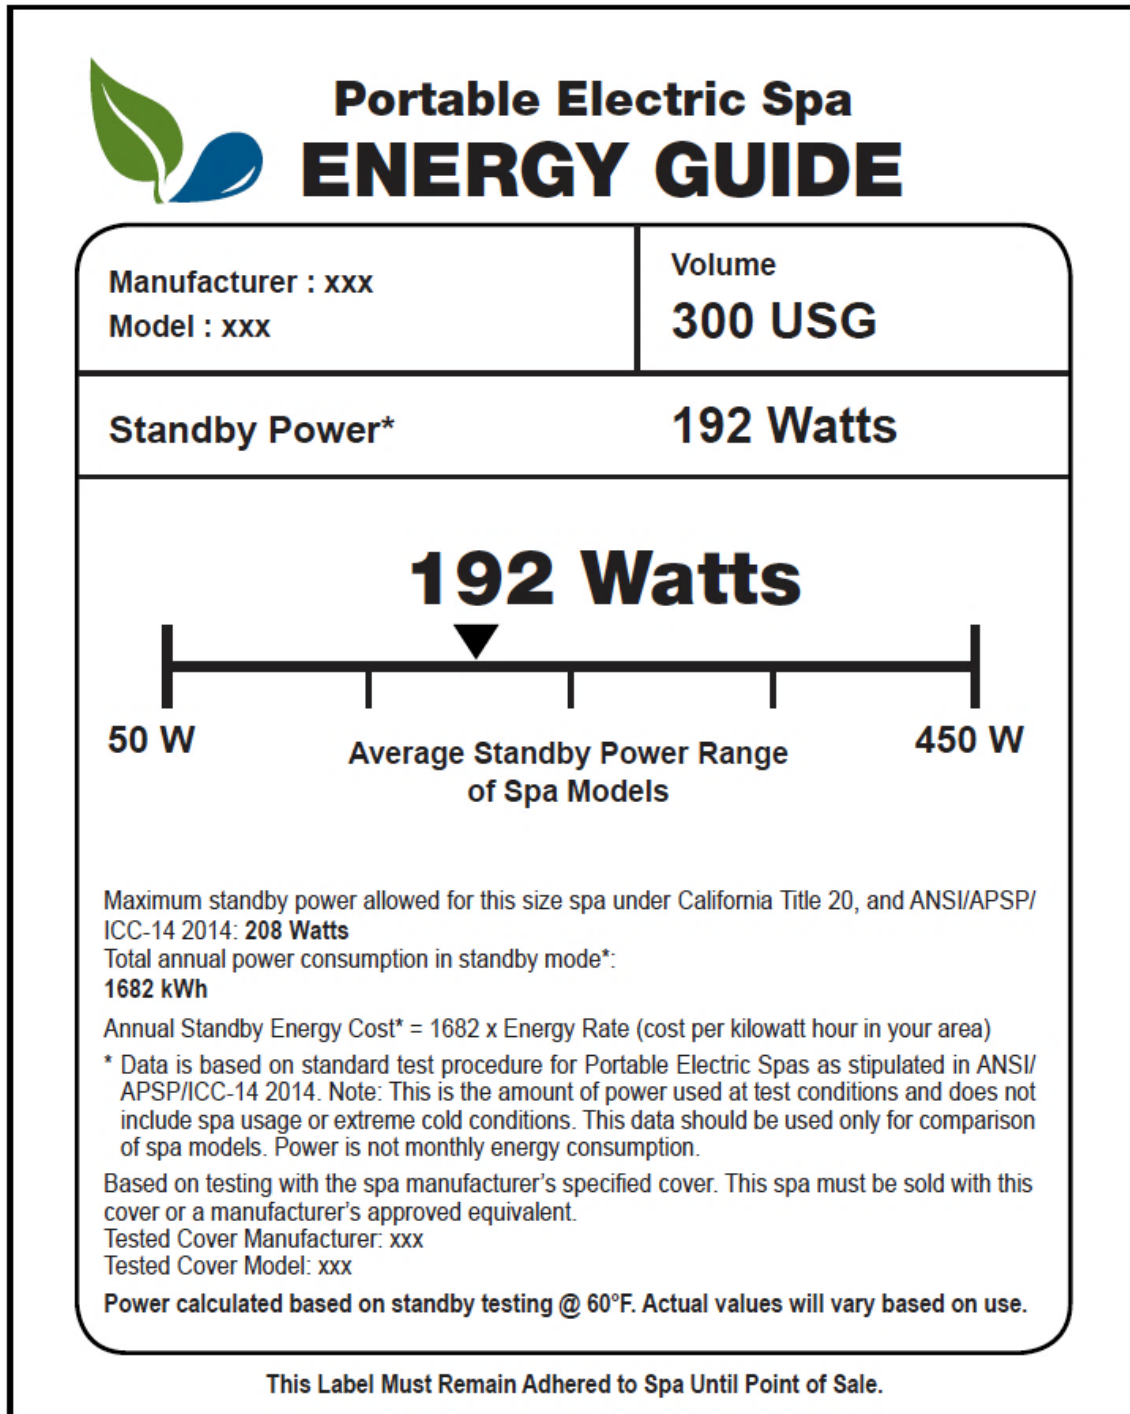 Portable Electric Spa
ENERGY GUIDE
Manufacturer : xxx
Model : xxx
Volume
300 USG
Standby Power*
192 Watts
192 Watts
50 W
450 W
Average Standby Power Range
of Spa Models
Maximum standby power allowed for this size spa under California Title 20, and ANSI/APSP/
ICC-14 2014: 208 Watts
Total annual power consumption in standby mode*:
1682 kWh
Annual Standby Energy Cost* = 1682 x Energy Rate (cost per kilowatt hour in your area)
* Data is based on standard test procedure for Portable Electric Spas as stipulated in ANSI/
APSP/ICC-14 2014. Note: This is the amount of power used at test conditions and does not
include spa usage or extreme cold conditions. This data should be used only for comparison
of spa models. Power is not monthly energy consumption.
Based on testing with the spa manufacturer's specified cover. This spa must be sold with this
cover or a manufacturer's approved equivalent.
Tested Cover Manufacturer: xxx
Tested Cover Model: xxx
Power calculated based on standby testing @ 60°F. Actual values will vary based on use.
This Label Must Remain Adhered to Spa Until Point of Sale.